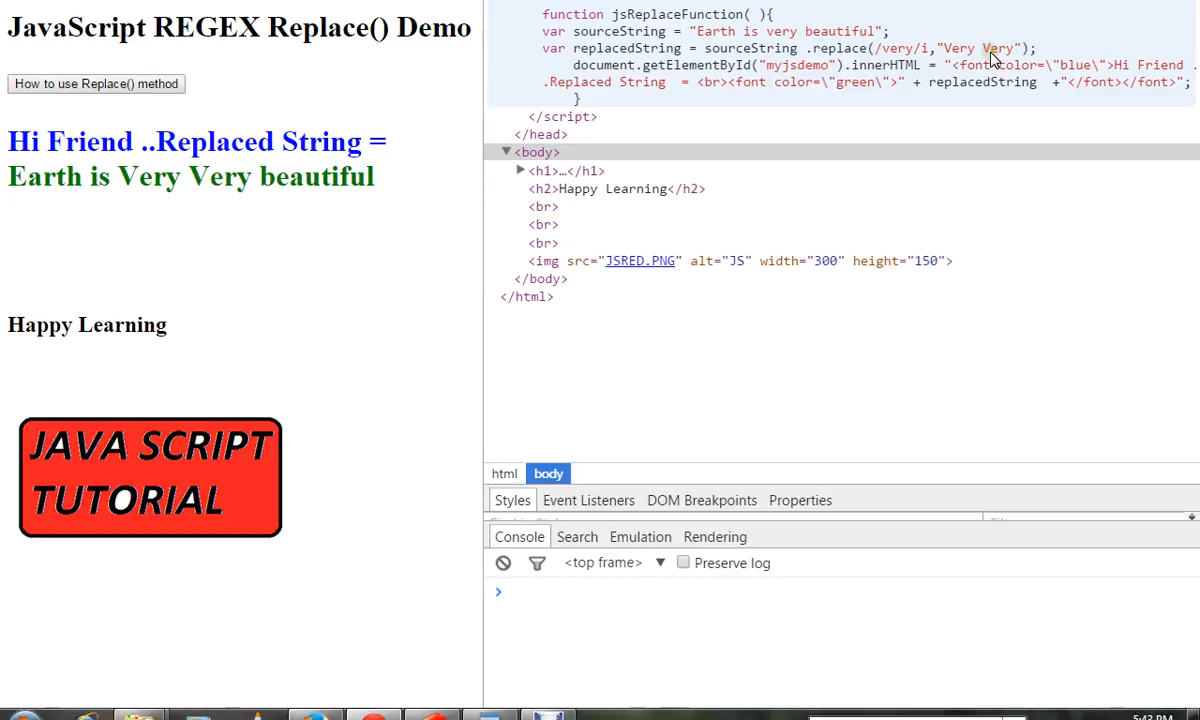 JavaScript REGEX Replace() Demo
How to use Replace() method
Hi Friend ..Replaced String =
Earth is Very Very beautiful
Happy Learning
JAVA SCRIPT
TUTORIAL
function jsReplaceFunction( ){
var sourceString = "Earth is very beautiful";
var replacedString = sourceString .replace(/very/i,"Very Very");
document.getElementById("myjsdemo").innerHTML = "<font color=\"blue\">Hi Friend .
.Replaced String = <br><font color=\"green\">" + replacedString +"</font></font>";
}
</script>
</head>
<body>
<h1>…</h1>
<h2>Happy Learning</h2>
<br>
<br>
<br>
<img src="JSRED.PNG" alt="JS" width="300" height="150">
</body>
</html>
html body
Styles Event Listeners DOM Breakpoints Properties
Console Search Emulation Rendering
<top frame> Preserve log
5:43 PM